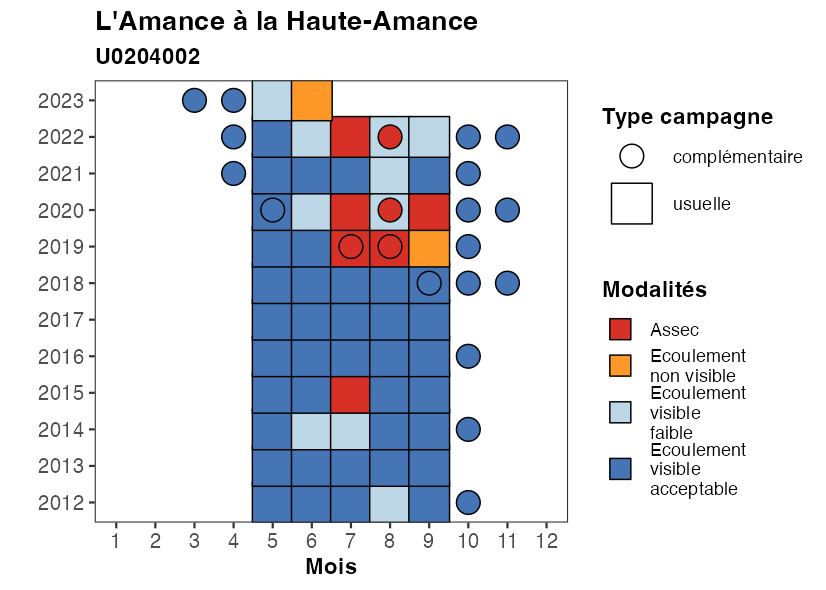 L'Amance à la Haute-Amance
U0204002
2023
2022
2021
2020
2019
2018
2017
2016
2015
2014
2013
2012
1 2 3 4 5 6 7 8 9 10 11 12
Mois
Type campagne
complémentaire
usuelle
Modalités
Assec
Ecoulement
non visible
Ecoulement
visible
faible
Ecoulement
visible
acceptable